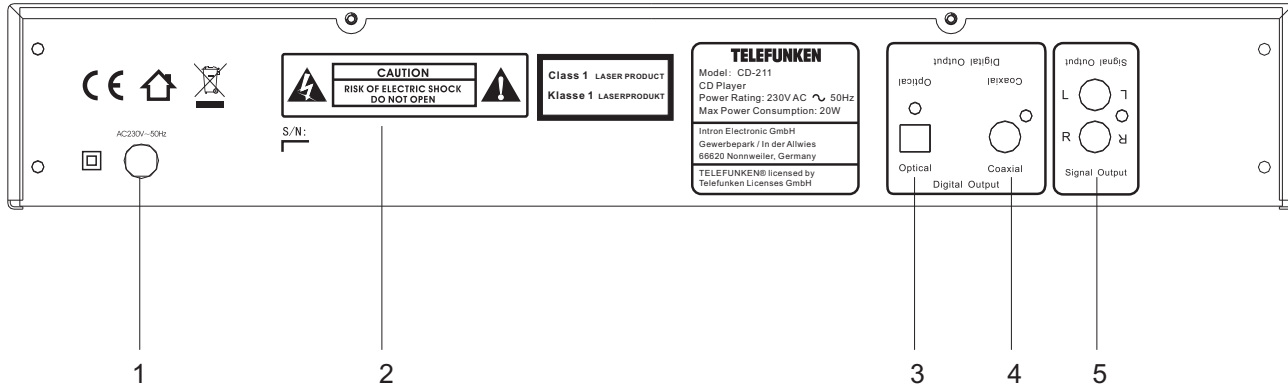 AC230V~50Hz
CAUTION
RISK OF ELECTRIC SHOCK
DO NOT OPEN
S/N:
Class 1 LASER PRODUCT
Klasse 1 LASERPRODUKT
TELEFUNKEN
Model: CD-211
CD Player
Power Rating: 230V AC ∿ 50Hz
Max Power Consumption: 20W
Intron Electronic GmbH
Gewerbepark / In der Allwies
66620 Nonnweiler, Germany
TELEFUNKEN® licensed by
Telefunken Licenses GmbH
Digital Output
Optical Coaxial
Optical Coaxial
Digital Output
Signal Output
L L
R R
Signal Output
1 2 3 4 5